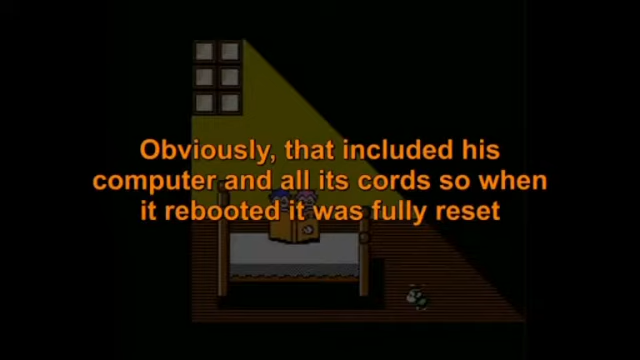 Obviously, that included his
computer and all its cords so when
it rebooted it was fully reset